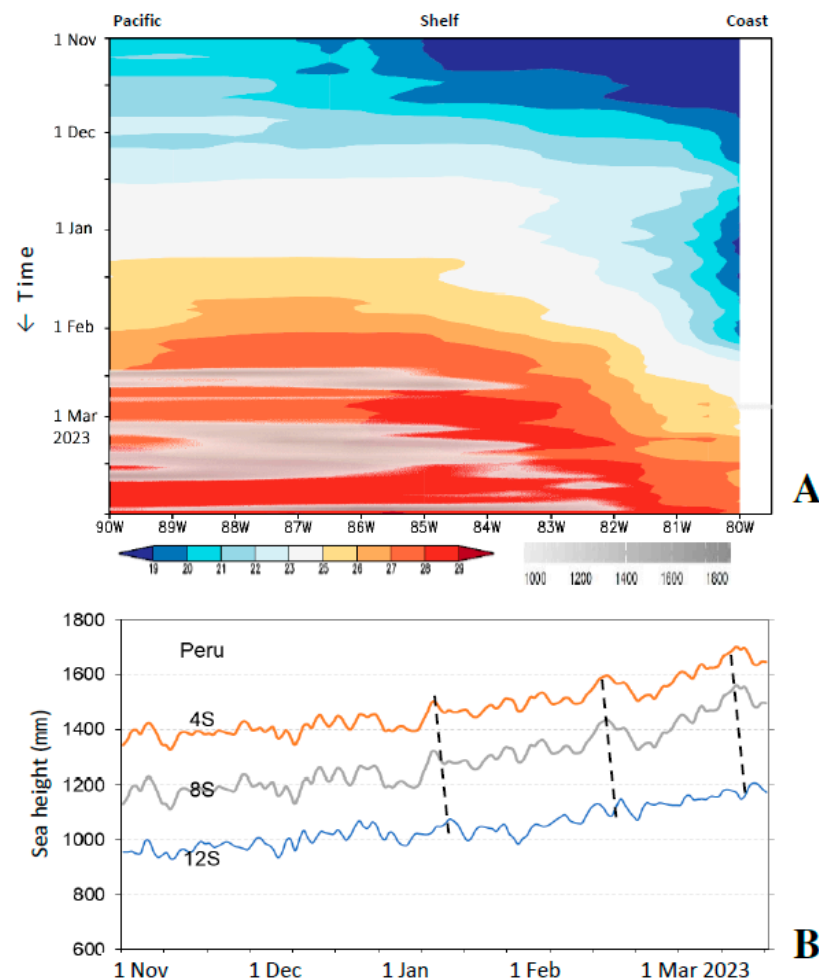 Pacific Shelf Coast
1 Nov
1 Dec
1 Jan
← Time
1 Feb
1 Mar
2023
A
90W 89W 88W 87W 86W 85W 84W 83W 82W 81W 80W
19 20 21 22 23 25 26 27 28 29
1000 1200 1400 1600 1800
1800
Peru
1600
4S
1400
8S
1200
Sea height (mm)
1000
12S
800
600
B
1 Nov 1 Dec 1 Jan 1 Feb 1 Mar 2023